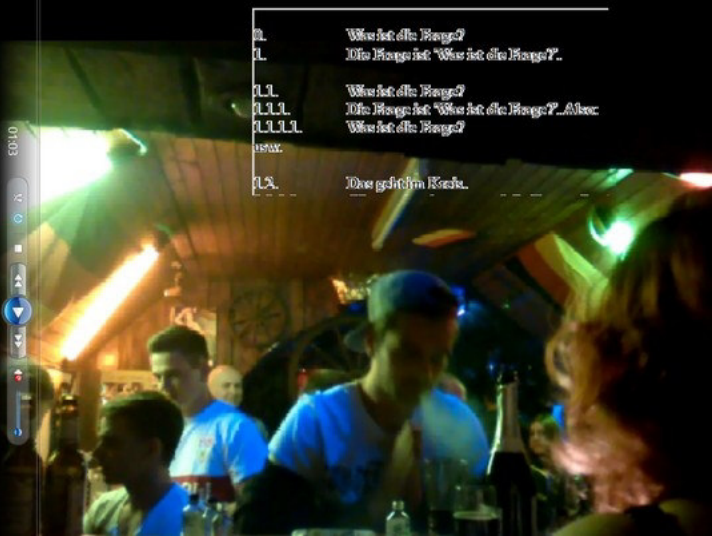 0. Was ist die Frage?
1. Die Frage ist "Was ist die Frage?"..
1.1. Was ist die Frage?
1.1.1. Die Frage ist "Was ist die Frage?"..Also:
1.1.1.1. Was ist die Frage?
usw.
1.λ. Das geht im Kreis..
01:03